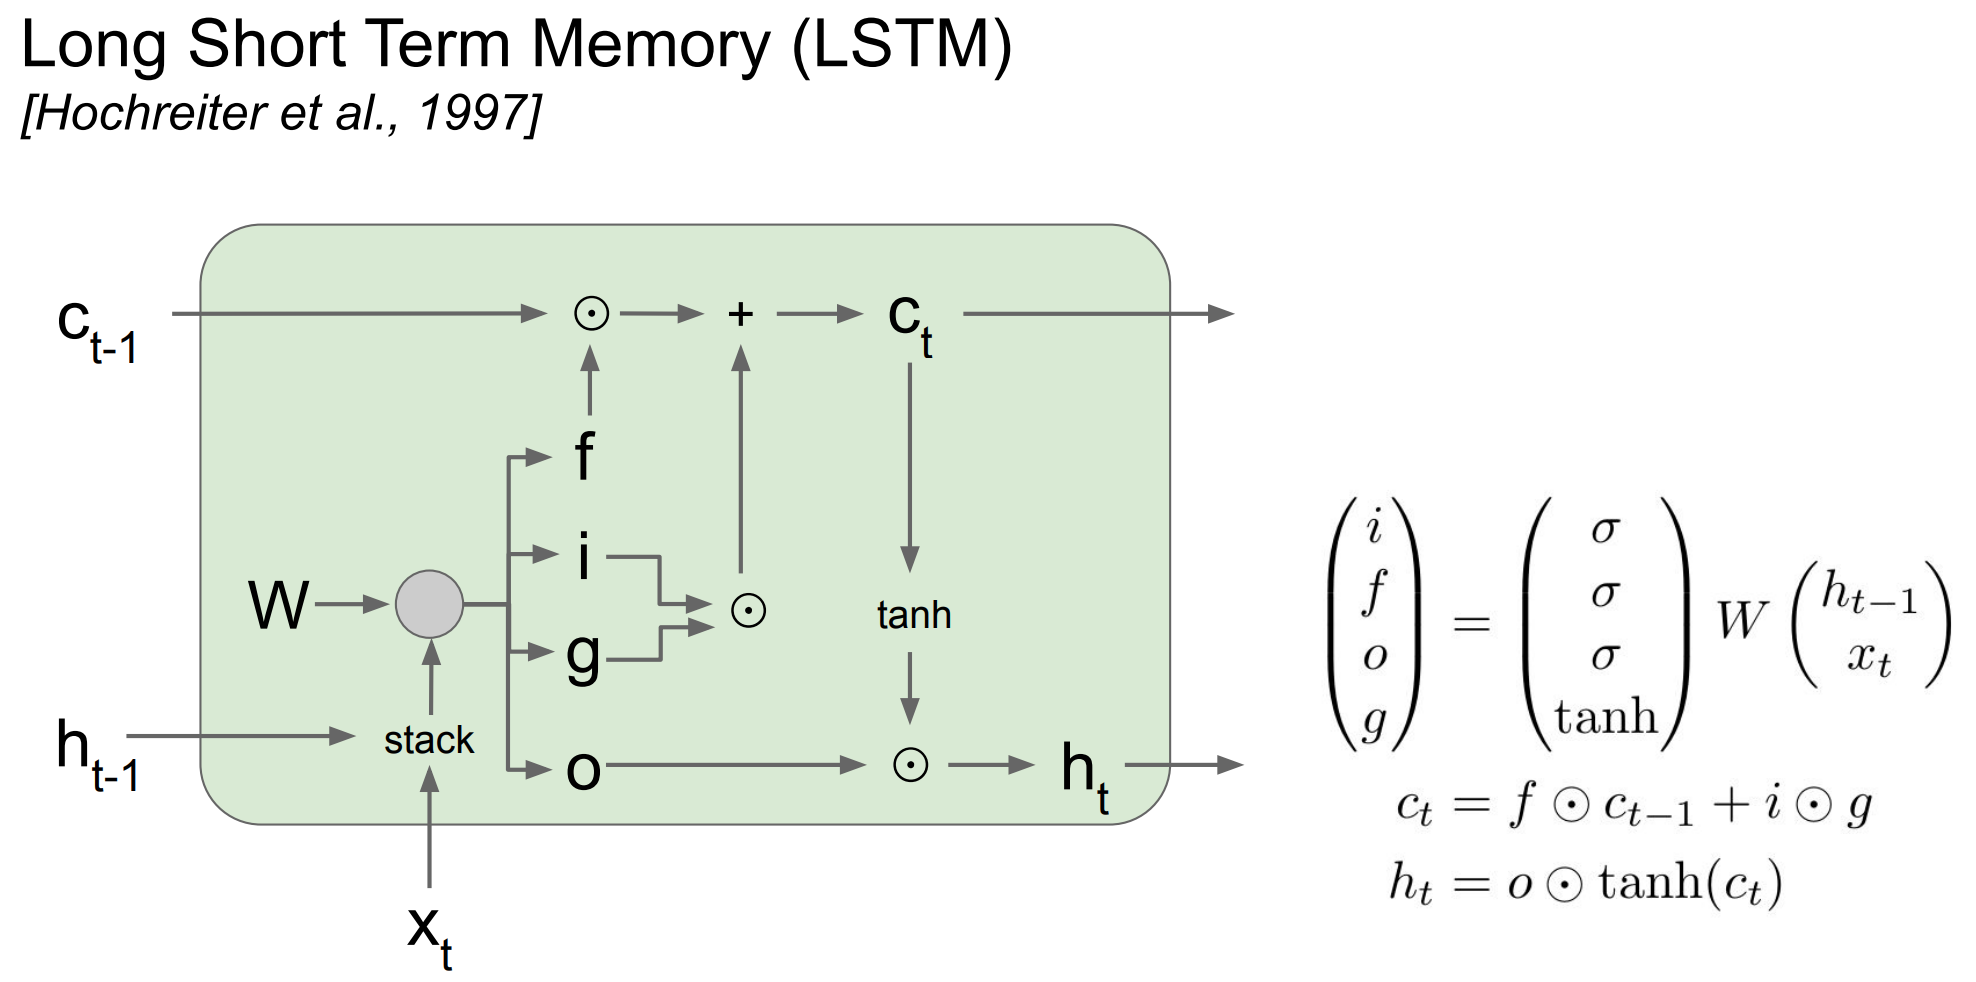 Long Short Term Memory (LSTM)
[Hochreiter et al., 1997]
c_{t-1} ⊙ + c_t
f
i
W ⊙ tanh
g
h_{t-1} stack o ⊙ h_t
x_t
(i f o g) = (σ σ σ tanh) W (h_{t-1} x_t)
c_t = f ⊙ c_{t-1} + i ⊙ g
h_t = o ⊙ tanh(c_t)